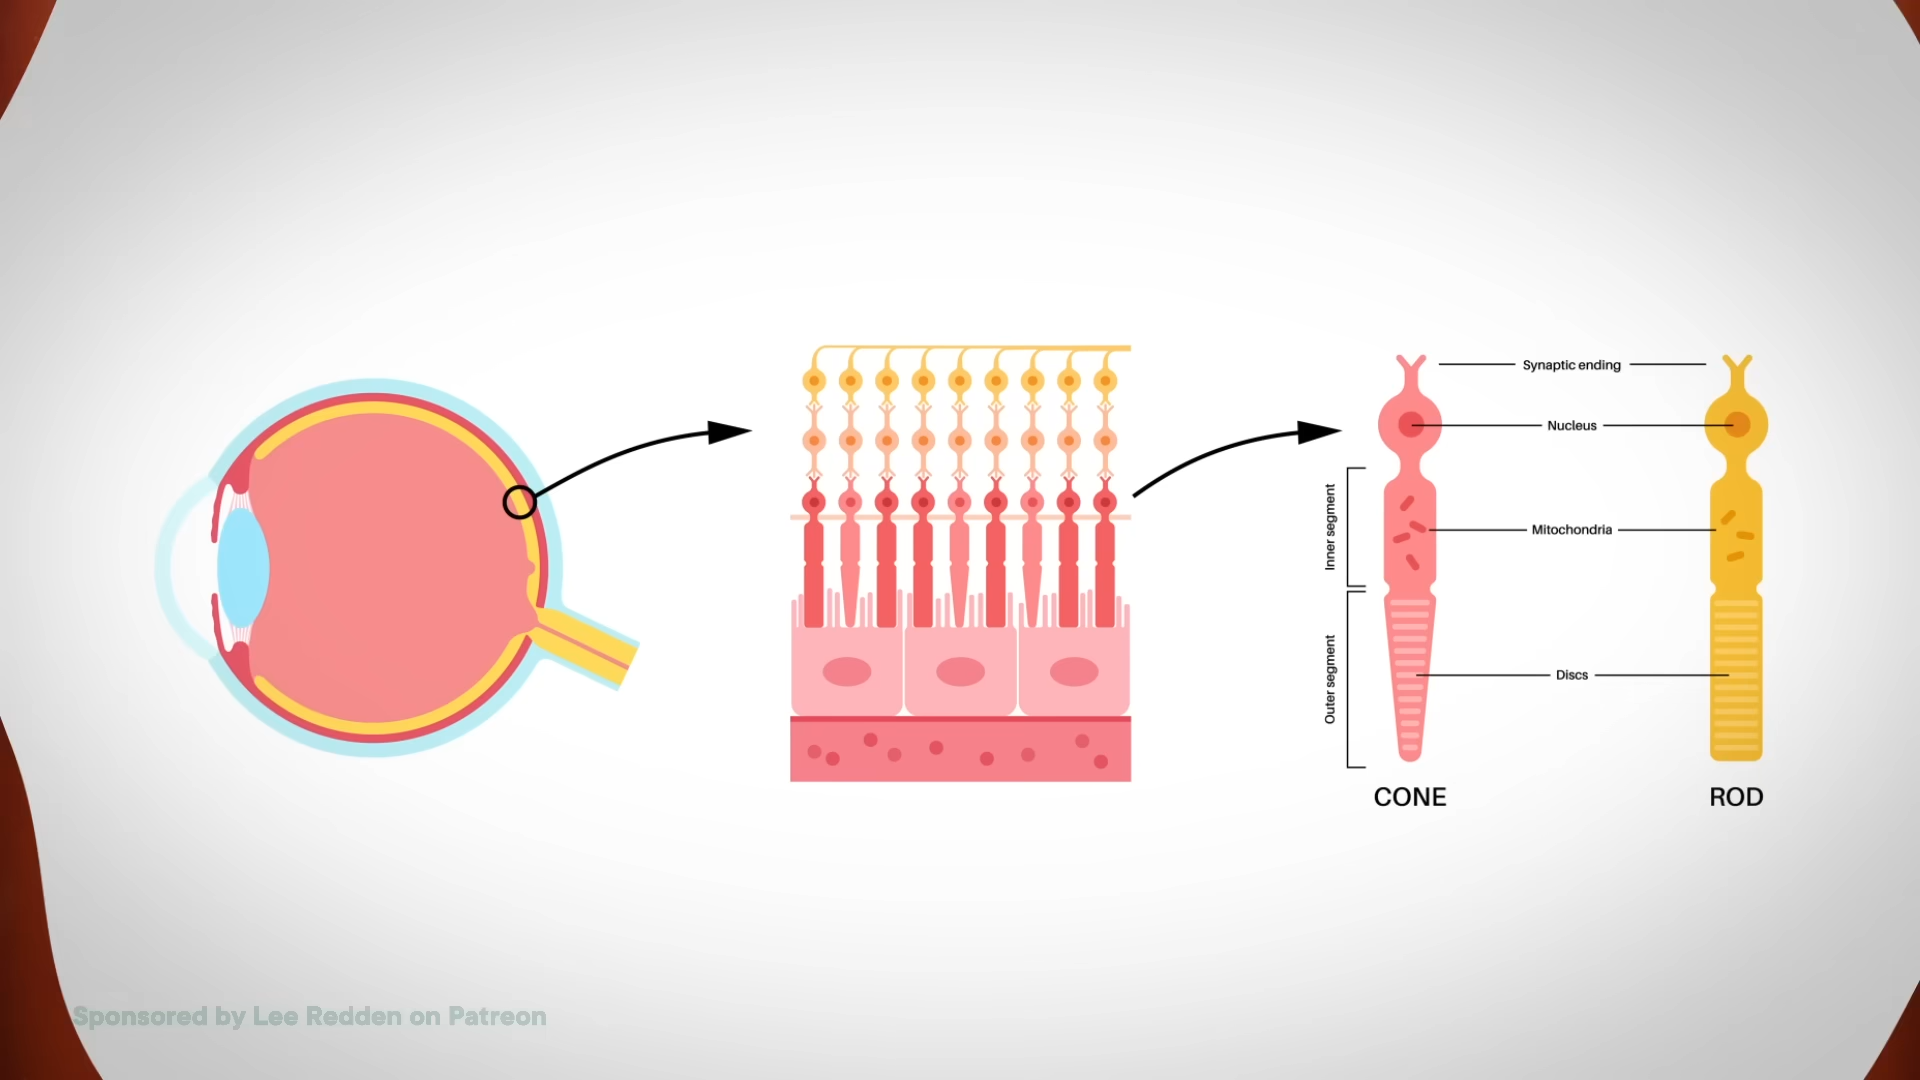 Synaptic ending
Nucleus
Inner segment
Mitochondria
Outer segment
Discs
CONE
ROD
Sponsored by Lee Redden on Patreon